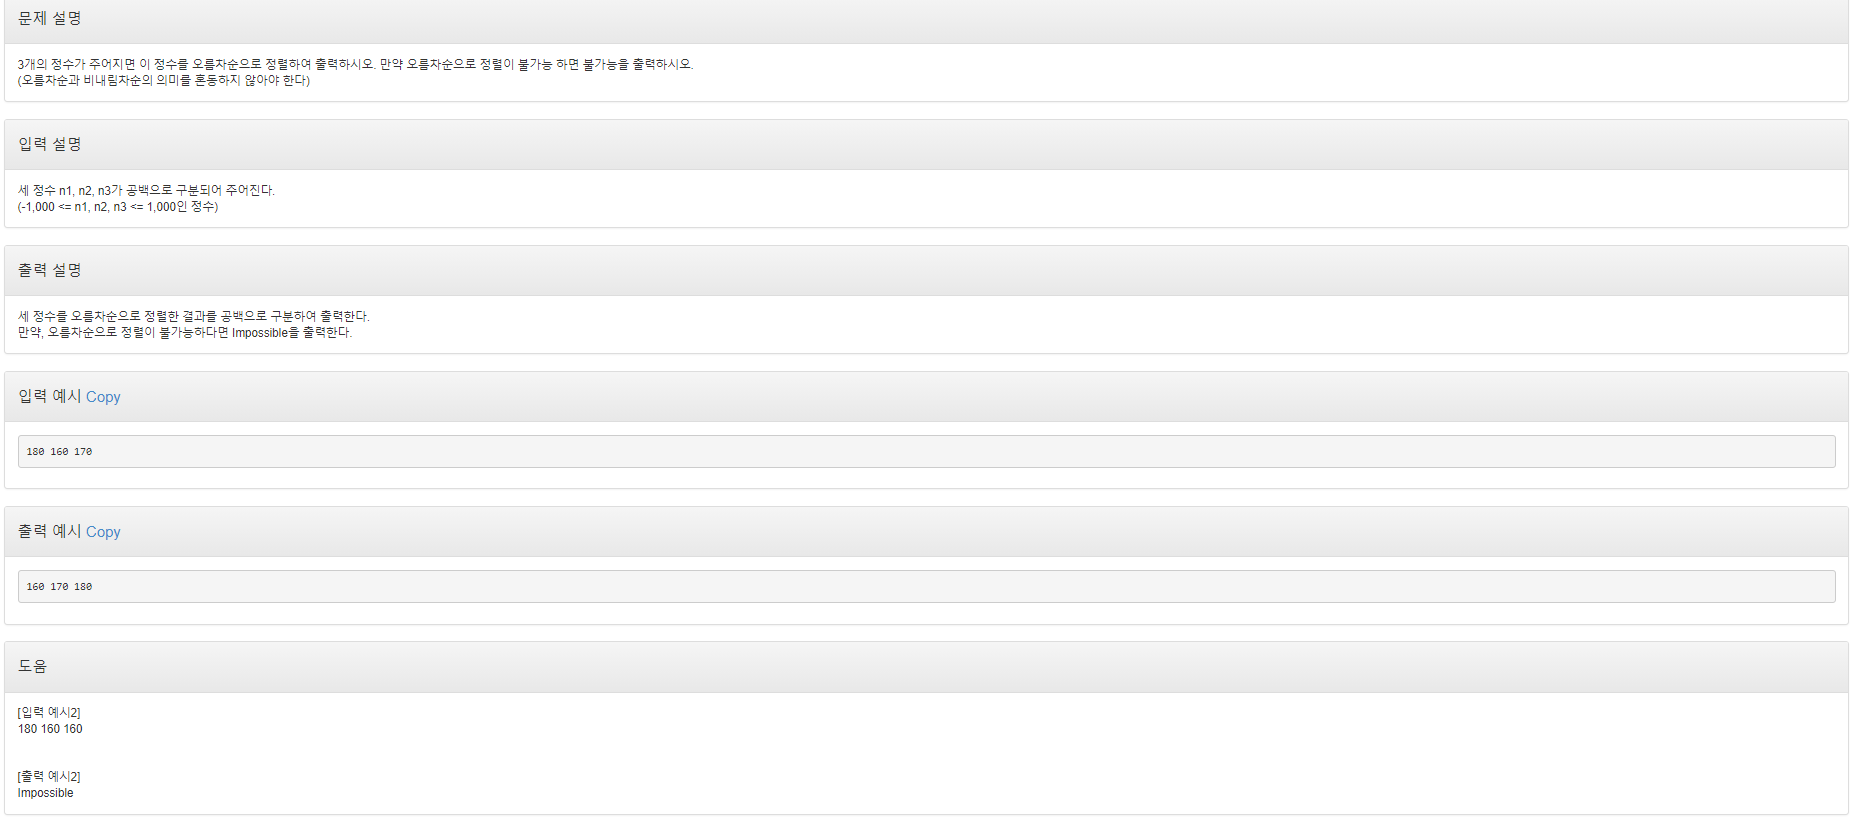 문제 설명
3개의 정수가 주어지면 이 정수를 오름차순으로 정렬하여 출력하시오. 만약 오름차순으로 정렬이 불가능 하면 불가능을 출력하시오.
(오름차순과 비내림차순의 의미를 혼동하지 않아야 한다)
입력 설명
세 정수 n1, n2, n3가 공백으로 구분되어 주어진다.
(-1,000 <= n1, n2, n3 <= 1,000인 정수)
출력 설명
세 정수를 오름차순으로 정렬한 결과를 공백으로 구분하여 출력한다.
만약, 오름차순으로 정렬이 불가능하다면 Impossible을 출력한다.
입력 예시 Copy
180 160 170
출력 예시 Copy
160 170 180
도움
[입력 예시2]
180 160 160
[출력 예시2]
Impossible